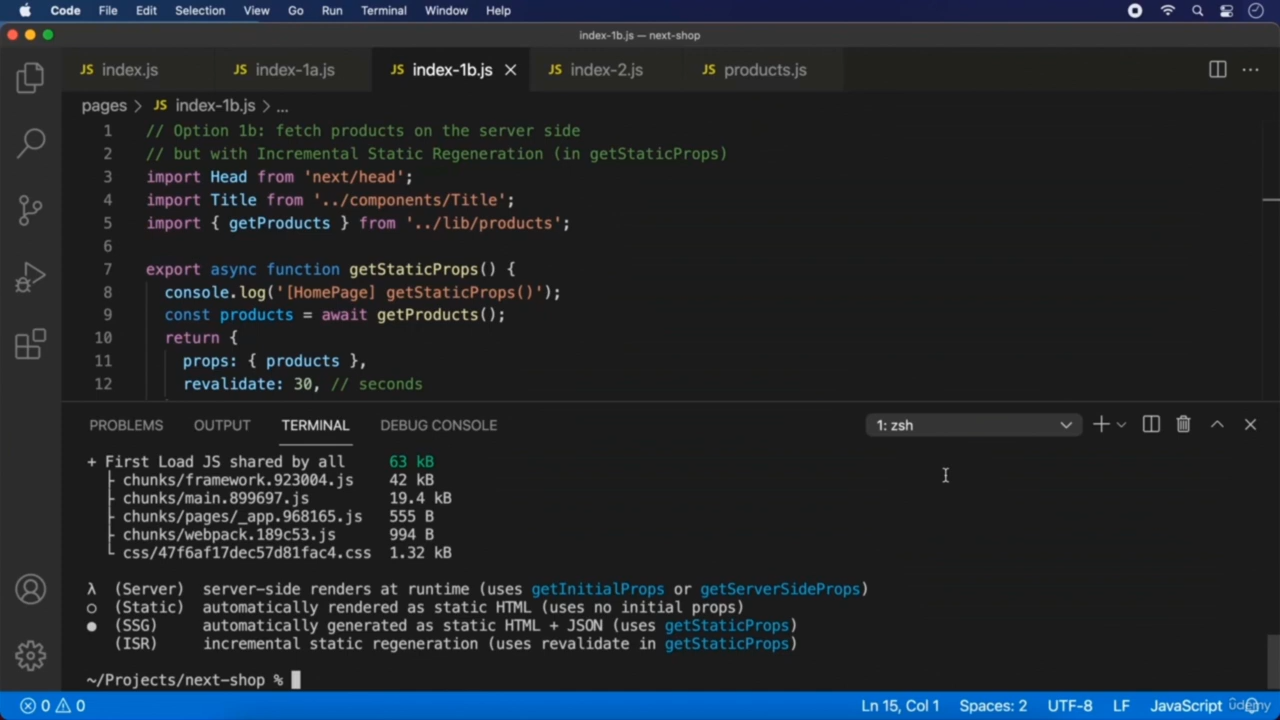 Code File Edit Selection View Go Run Terminal Window Help
index-1b.js — next-shop
JS index.js JS index-1a.js JS index-1b.js JS index-2.js JS products.js
pages > JS index-1b.js > ...
1 // Option 1b: fetch products on the server side
2 // but with Incremental Static Regeneration (in getStaticProps)
3 import Head from 'next/head';
4 import Title from '../components/Title';
5 import { getProducts } from '../lib/products';
6
7 export async function getStaticProps() {
8 console.log('[HomePage] getStaticProps()');
9 const products = await getProducts();
10 return {
11 props: { products },
12 revalidate: 30, // seconds
PROBLEMS OUTPUT TERMINAL DEBUG CONSOLE 1: zsh
+ First Load JS shared by all 63 kB
├ chunks/framework.923004.js 42 kB
├ chunks/main.899697.js 19.4 kB
├ chunks/pages/_app.968165.js 555 B
├ chunks/webpack.189c53.js 994 B
└ css/47f6af17dec57d81fac4.css 1.32 kB
λ (Server) server-side renders at runtime (uses getInitialProps or getServerSideProps)
○ (Static) automatically rendered as static HTML (uses no initial props)
● (SSG) automatically generated as static HTML + JSON (uses getStaticProps)
(ISR) incremental static regeneration (uses revalidate in getStaticProps)
~/Projects/next-shop %
0 0 Ln 15, Col 1 Spaces: 2 UTF-8 LF JavaScript udemy